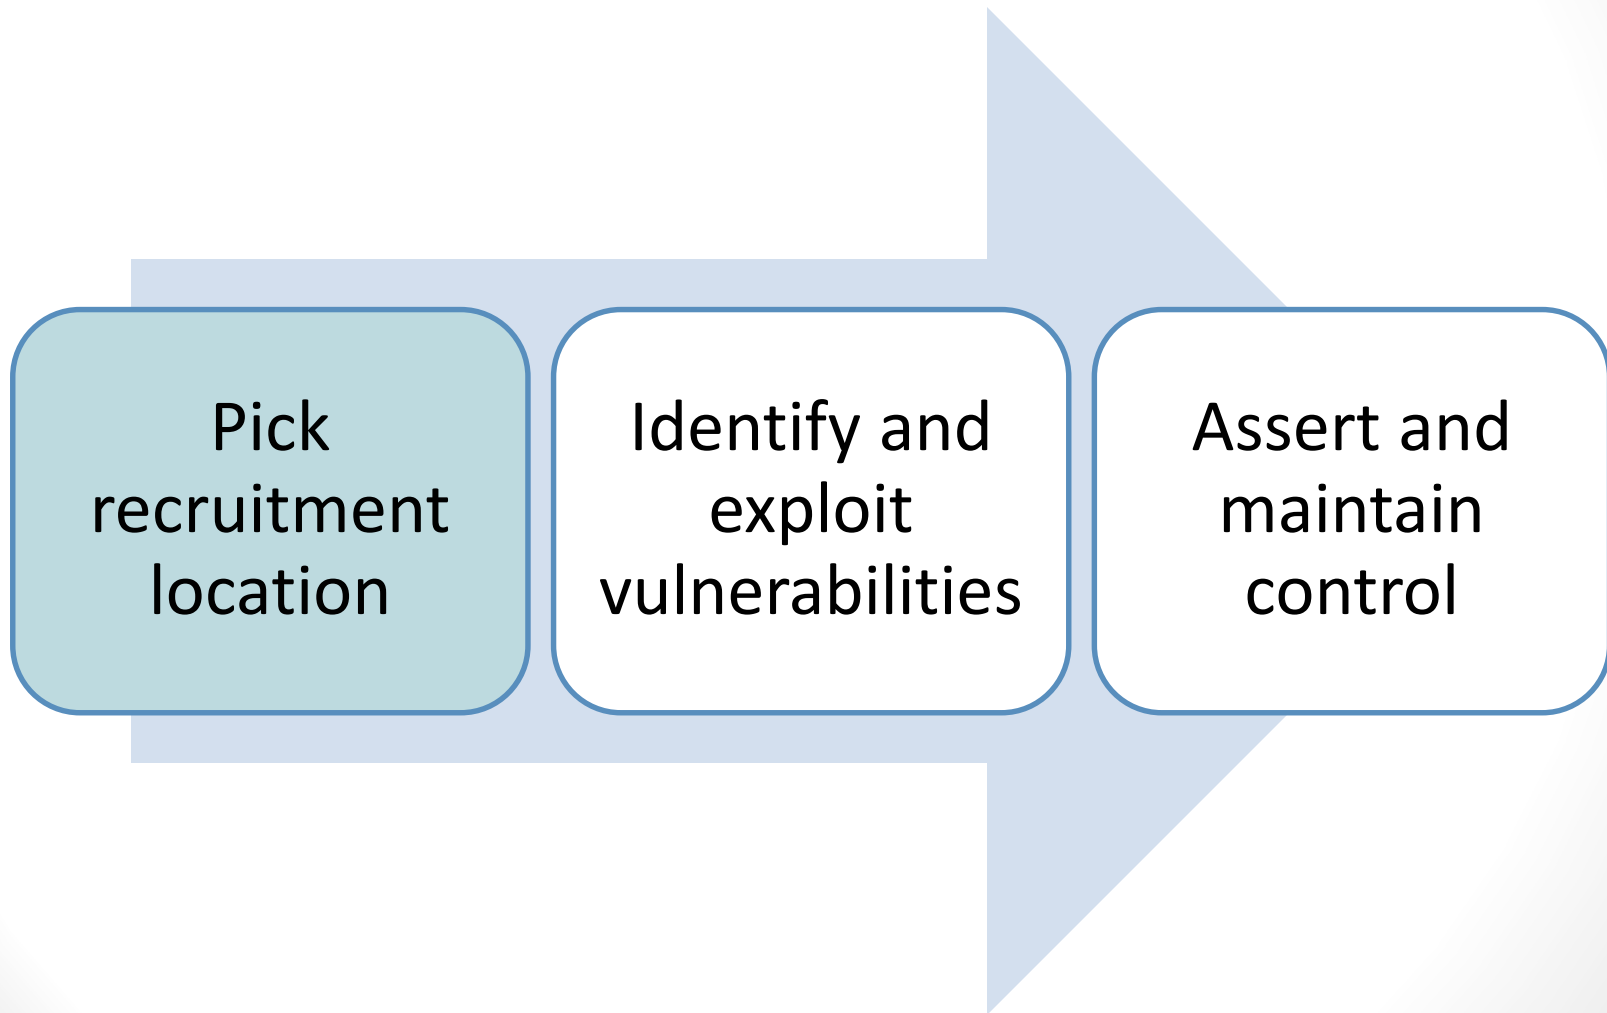 Pick
recruitment
location
Identify and
exploit
vulnerabilities
Assert and
maintain
control